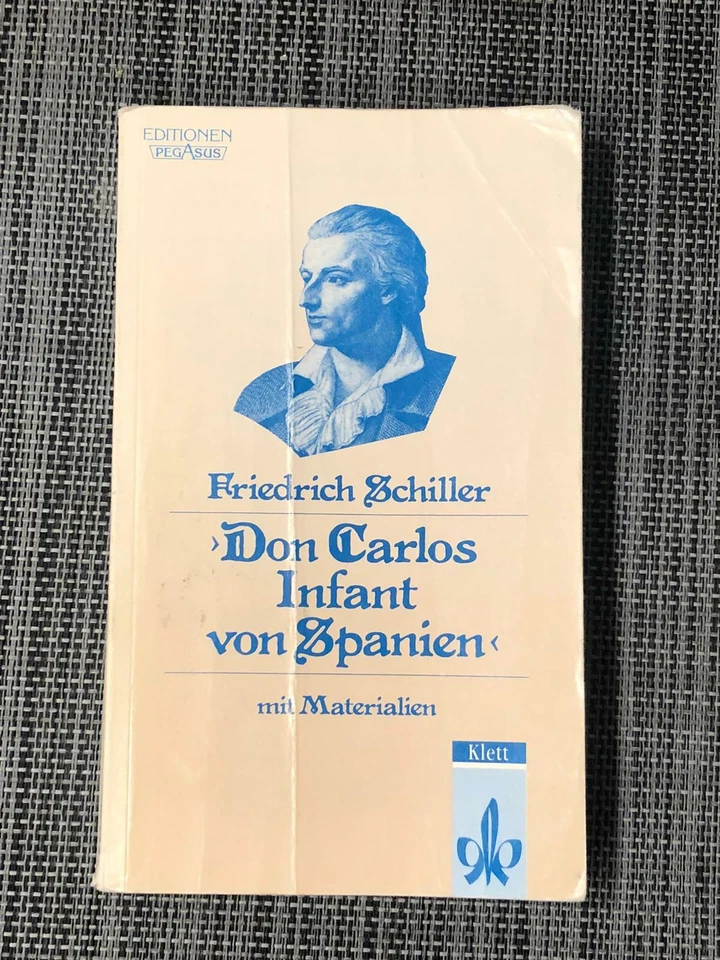 EDITIONEN
PEGASUS
Friedrich Schiller
›Don Carlos
Infant
von Spanien‹
mit Materialien
Klett